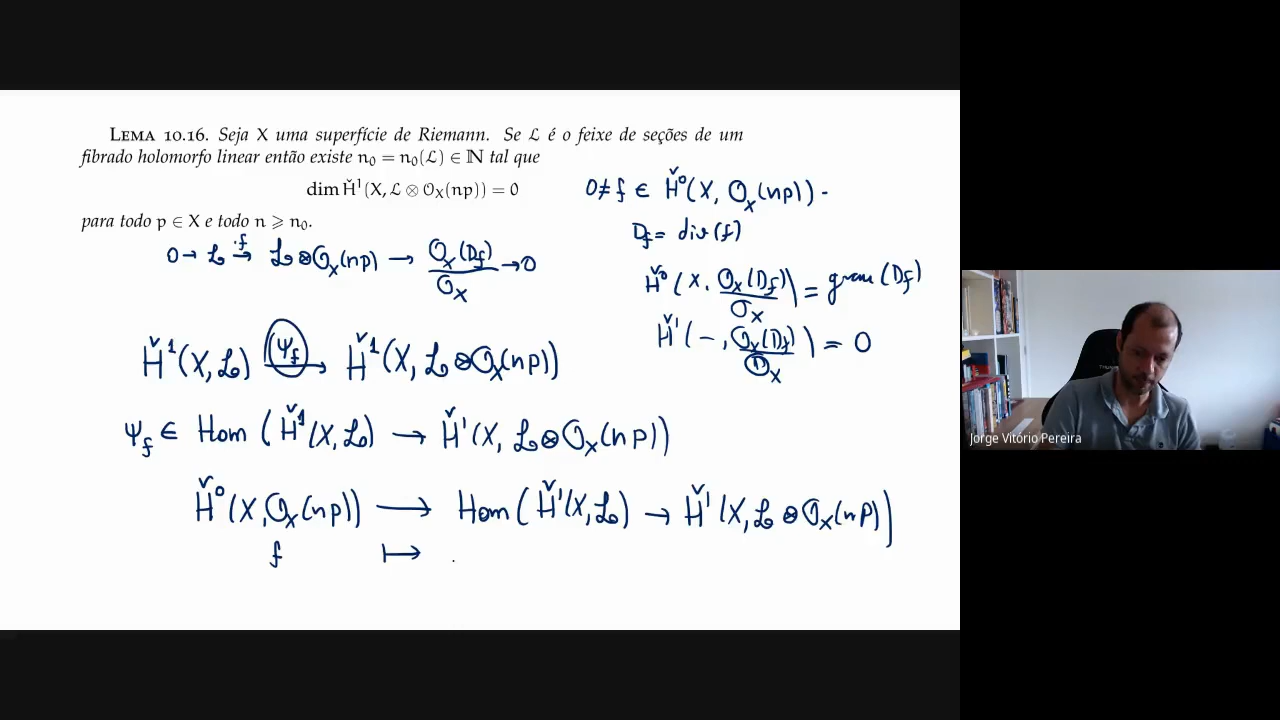 LEMA 10.16. Seja X uma superfície de Riemann. Se ℒ é o feixe de seções de um
fibrado holomorfo linear então existe n₀ = n₀(ℒ) ∈ ℕ tal que
dim Ȟ¹(X, ℒ ⊗ 𝒪_X(np)) = 0
para todo p ∈ X e todo n ⩾ n₀.
0 ≠ f ∈ Ȟ⁰(X, 𝒪_X(np))
D_f = div(f)
0 → ℒ →^{·f} ℒ ⊗ 𝒪_X(np) → 𝒪_X(D_f)/𝒪_X → 0
Ȟ⁰(X, 𝒪_X(D_f)/𝒪_X) = grau(D_f)
Ȟ¹(–, 𝒪_X(D_f)/𝒪_X) = 0
Ȟ¹(X, ℒ) →^{Ψ_f} Ȟ¹(X, ℒ ⊗ 𝒪_X(np))
Ψ_f ∈ Hom(Ȟ¹(X, ℒ) → Ȟ¹(X, ℒ ⊗ 𝒪_X(np))
Ȟ⁰(X, 𝒪_X(np)) → Hom(Ȟ¹(X, ℒ) → Ȟ¹(X, ℒ ⊗ 𝒪_X(np))
f ↦
Jorge Vitório Pereira